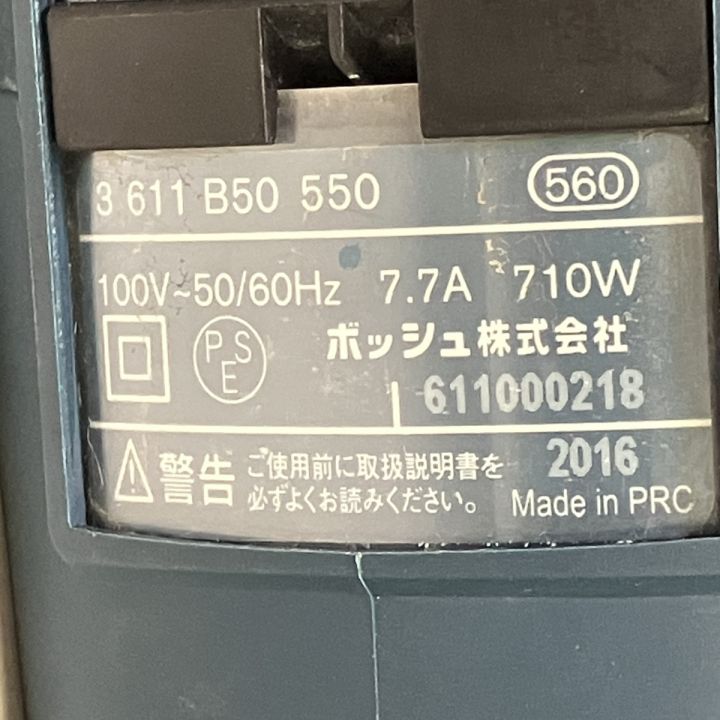 3 611 B50 550 560
100V~50/60Hz 7.7A 710W
PSE ボッシュ株式会社
611000218
警告 ご使用前に取扱説明書を 2016
必ずよくお読みください。 Made in PRC